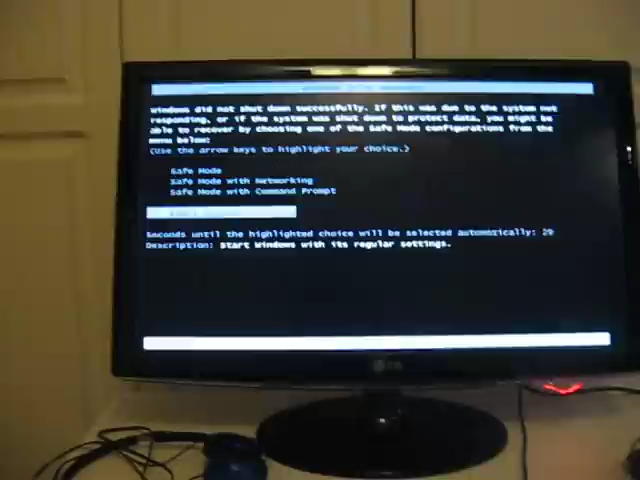 Windows did not shut down successfully. If this was due to the system not
responding, or if the system was shut down to protect data, you might be
able to recover by choosing one of the Safe Mode configurations from the
menu below:
(Use the arrow keys to highlight your choice.)
Safe Mode
Safe Mode with Networking
Safe Mode with Command Prompt
Seconds until the highlighted choice will be selected automatically: 29
Description: Start Windows with its regular settings.
LG